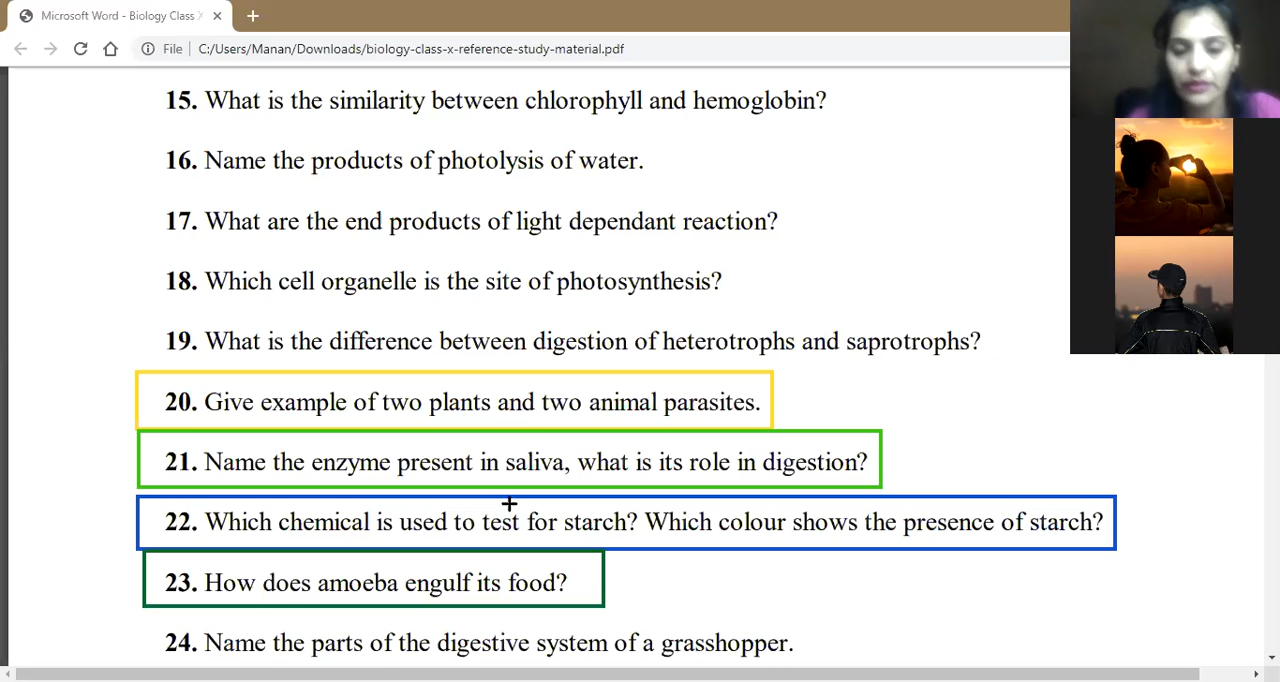 Microsoft Word - Biology Class X
File C:/Users/Manan/Downloads/biology-class-x-reference-study-material.pdf
15. What is the similarity between chlorophyll and hemoglobin?
16. Name the products of photolysis of water.
17. What are the end products of light dependant reaction?
18. Which cell organelle is the site of photosynthesis?
19. What is the difference between digestion of heterotrophs and saprotrophs?
20. Give example of two plants and two animal parasites.
21. Name the enzyme present in saliva, what is its role in digestion?
22. Which chemical is used to test for starch? Which colour shows the presence of starch?
23. How does amoeba engulf its food?
24. Name the parts of the digestive system of a grasshopper.